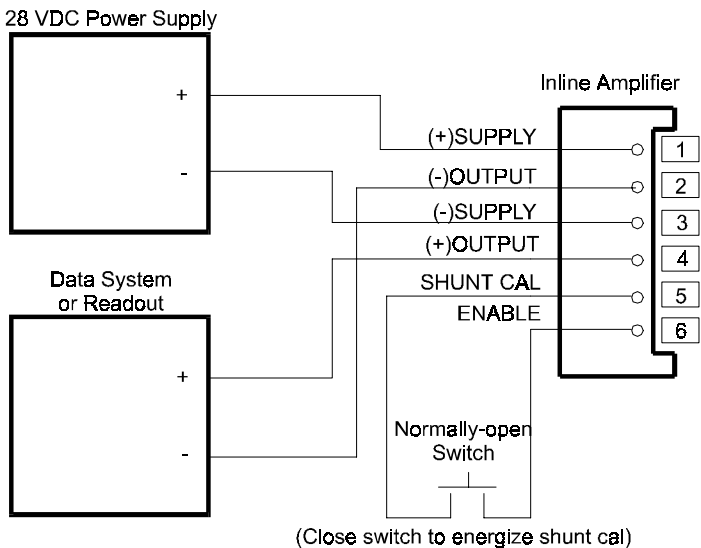 28 VDC Power Supply
+
-
Inline Amplifier
(+)SUPPLY
1
(-)OUTPUT
2
(-)SUPPLY
3
(+)OUTPUT
4
SHUNT CAL
5
ENABLE
6
Data System
or Readout
+
-
Normally-open
Switch
(Close switch to energize shunt cal)